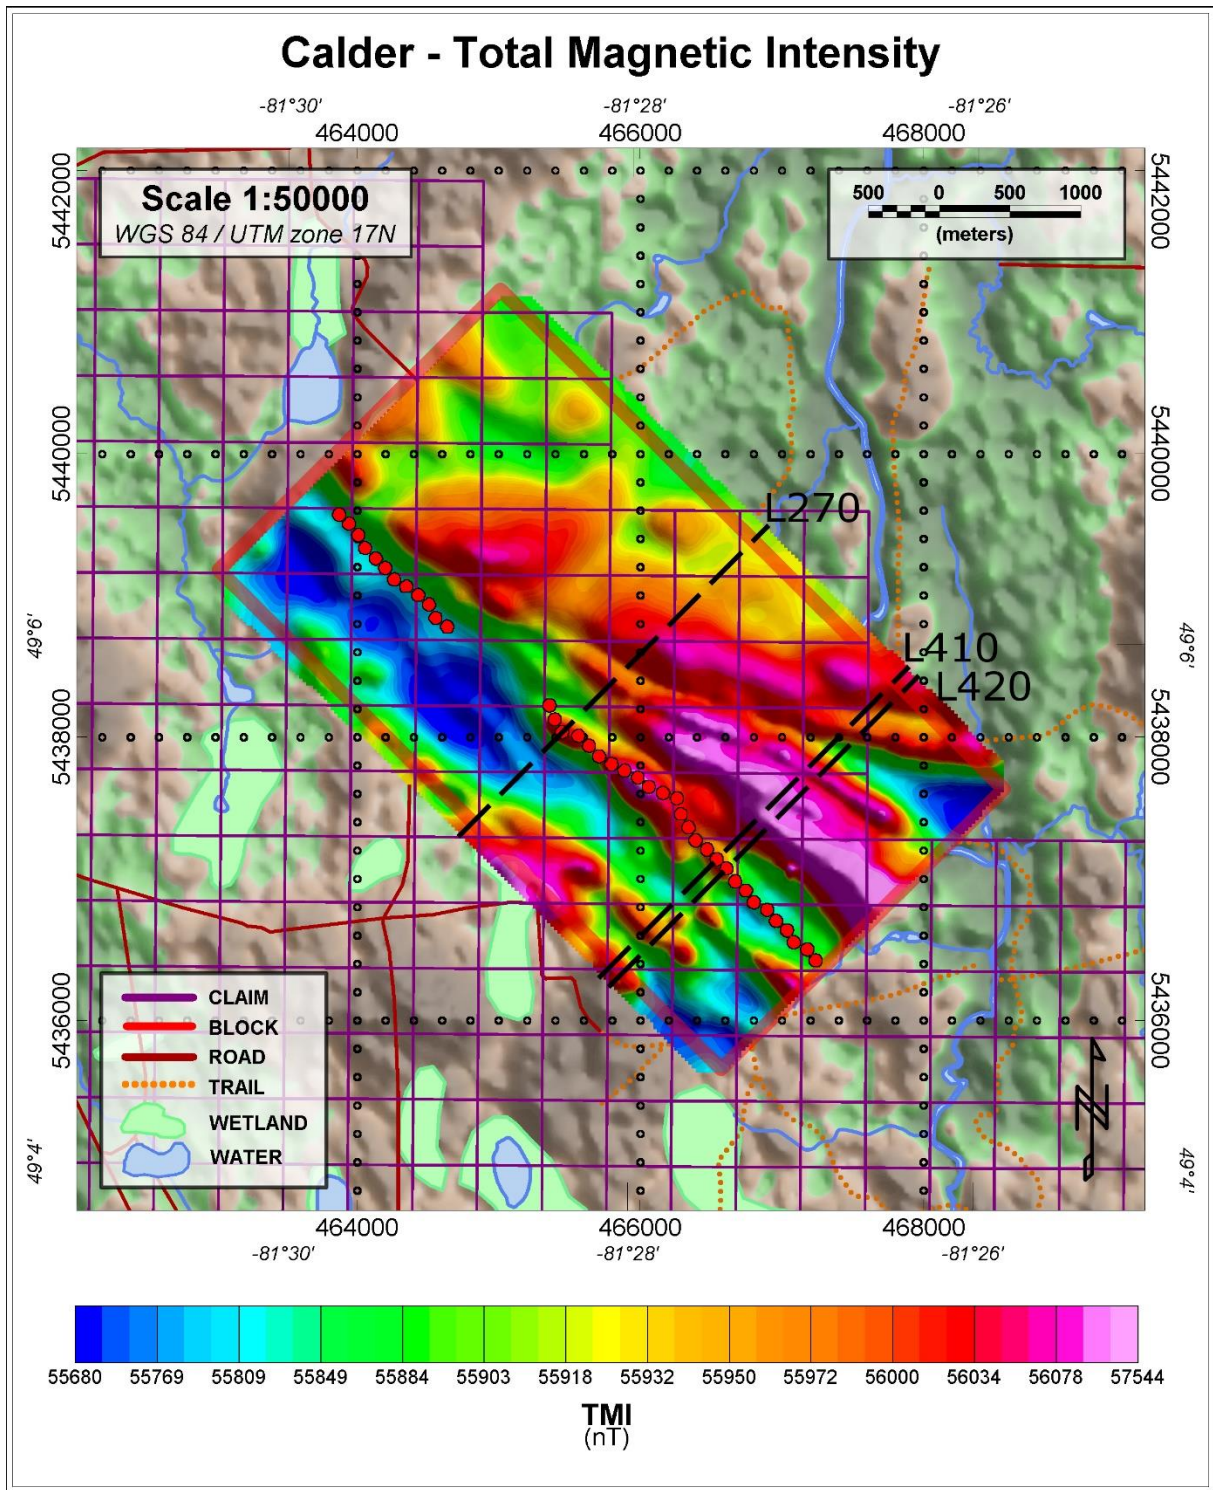 Calder - Total Magnetic Intensity
-81°30' -81°28' -81°26'
464000 466000 468000
5442000 5442000
Scale 1:50000
WGS 84 / UTM zone 17N
500 0 500 1000
(meters)
5440000 5440000
L270
49°6' 49°6'
L410
L420
5438000 5438000
5436000 5436000
CLAIM
BLOCK
ROAD
TRAIL
WETLAND
WATER
49°4' 49°4'
464000 466000 468000
-81°30' -81°28' -81°26'
55680 55769 55809 55849 55884 55903 55918 55932 55950 55972 56000 56034 56078 57544
TMI
(nT)